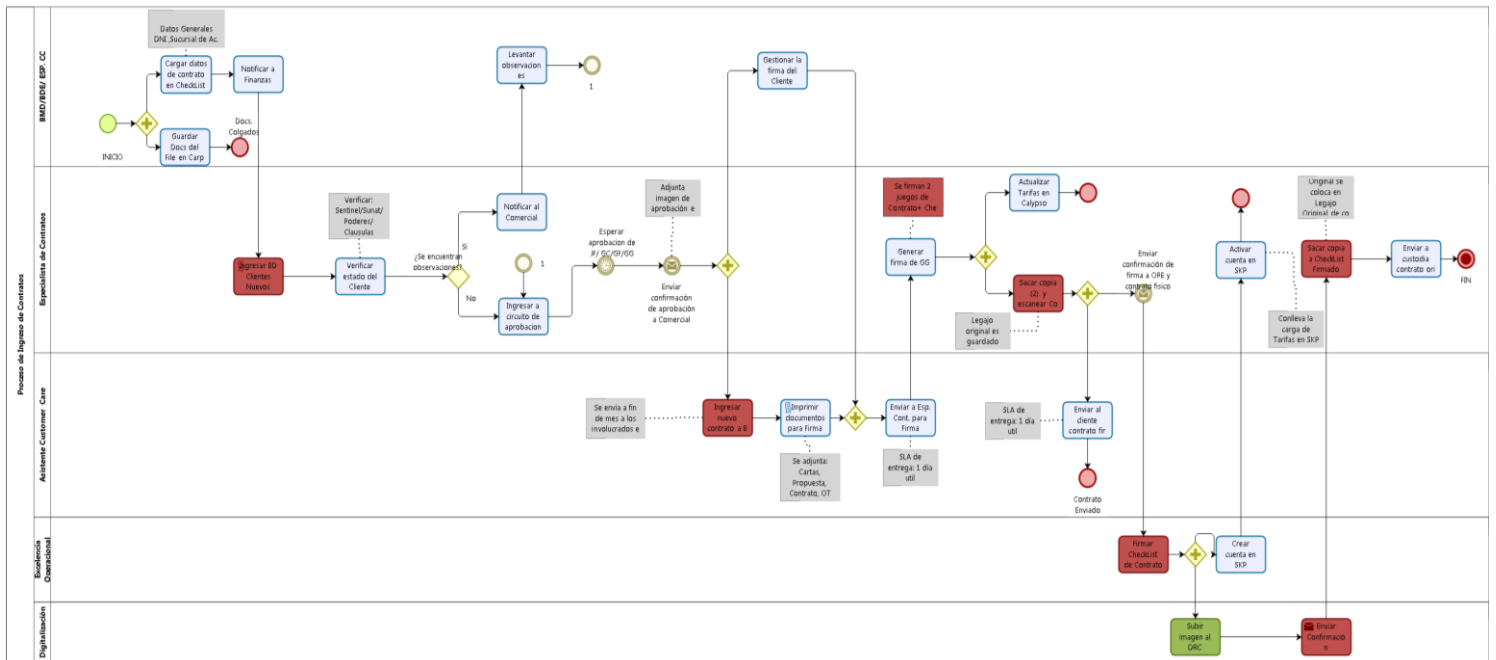 Proceso de Ingreso de Contratos
BMD/BDE/ ESP. CC
Datos Generales
DNI ,Sucursal de Ac.
Cargar datos
de contrato
en CheckList
Notificar a
Finanzas
INICIO
Guardar
Docs del
File en Carp
Docs.
Colgados
Levantar
observacion
es
1
Gestionar la
firma del
Cliente
Especialista de Contratos
Verificar:
Sentinel/Sunat/
Poderes/
Clausulas
Ingresar BD
Clientes
Nuevos
Verificar
estado del
Cliente
¿Se encuentran
observaciones?
Si
No
Notificar al
Comercial
1
Ingresar a
circuito de
aprobacion
Esperar
aprobacion de
JF/ GC/GF/GG
Adjunta
imagen de
aprobación e
Enviar
confirmación
de aprobación
a Comercial
Se firman 2
juegos de
Contrato+ Che
Generar
firma de GG
Actualizar
Tarifas en
Calypso
Sacar copia
(2) y
escanear Co
Legajo
original es
guardado
Enviar
confirmación de
firma a OPE y
contrato fisico
Activar
cuenta en
SKP
Conlleva la
carga de
Tarifas en SKP
Original se
coloca en
Legajo
Original de co
Sacar copia
a CheckList
Firmado
Enviar a
custodia
contrato ori
FIN
Asistente Customer Care
Se envía a fin
de mes a los
involucrados e
Ingresar
nuevo
contrato a B
Imprimir
documentos
para Firma
Se adjunta:
Cartas,
Propuesta,
Contrato, OT
Enviar a Esp.
Cont. para
Firma
SLA de
entrega: 1 día
util
SLA de
entrega: 1 día
util
Enviar al
cliente
contrato fir
Contrato
Enviado
Excelencia
Operacional
Firmar
CheckList
de Contrato
Crear
cuenta en
SKP
Digitalización
Subir
imagen al
DRC
Enviar
Confirmació
n